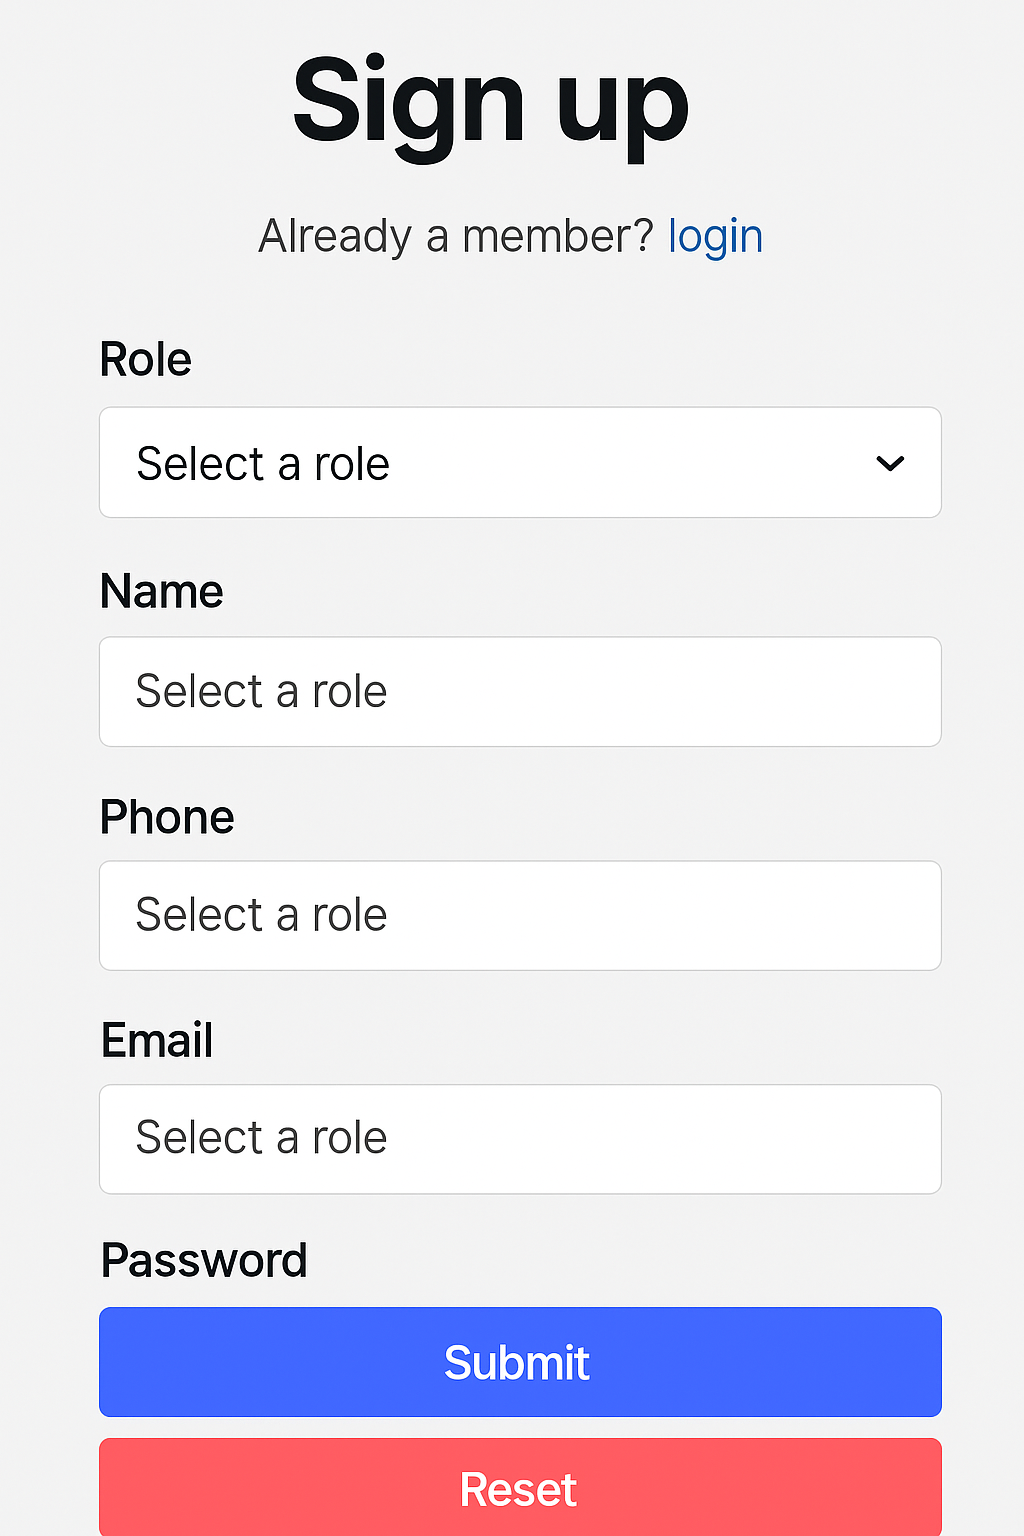 Sign up
Already a member? login
Role
Select a role
Name
Select a role
Phone
Select a role
Email
Select a role
Password
Submit
Reset